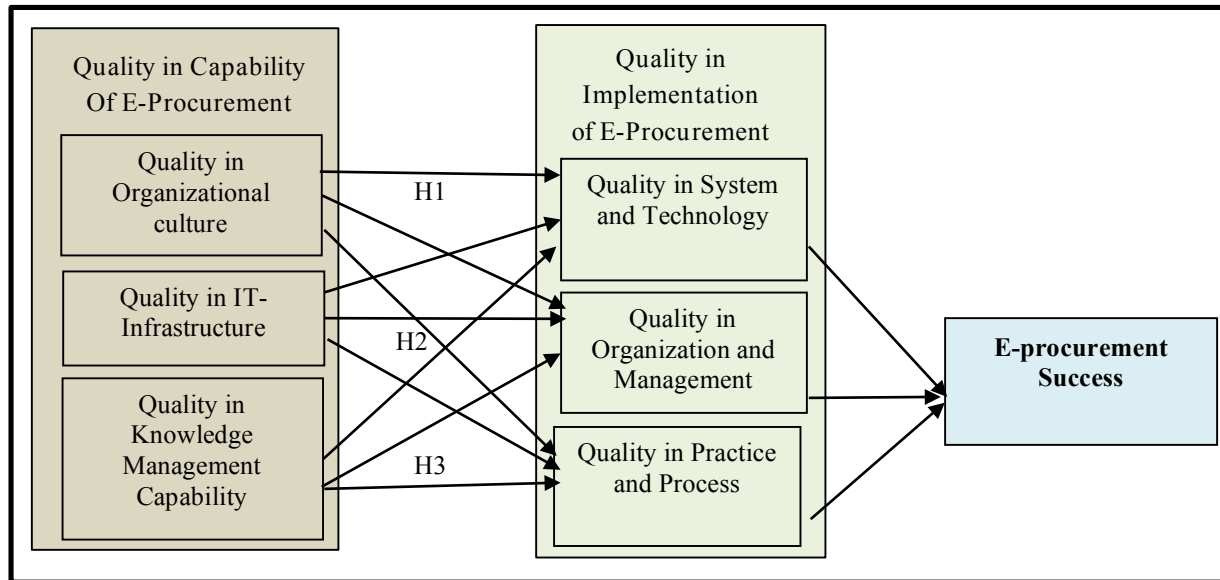 Quality in Capability
Of E-Procurement
Quality in
Organizational
culture
Quality in IT-
Infrastructure
Quality in
Knowledge
Management
Capability
H1
H2
H3
Quality in
Implementation
of E-Procurement
Quality in System
and Technology
Quality in
Organization and
Management
Quality in Practice
and Process
E-procurement
Success